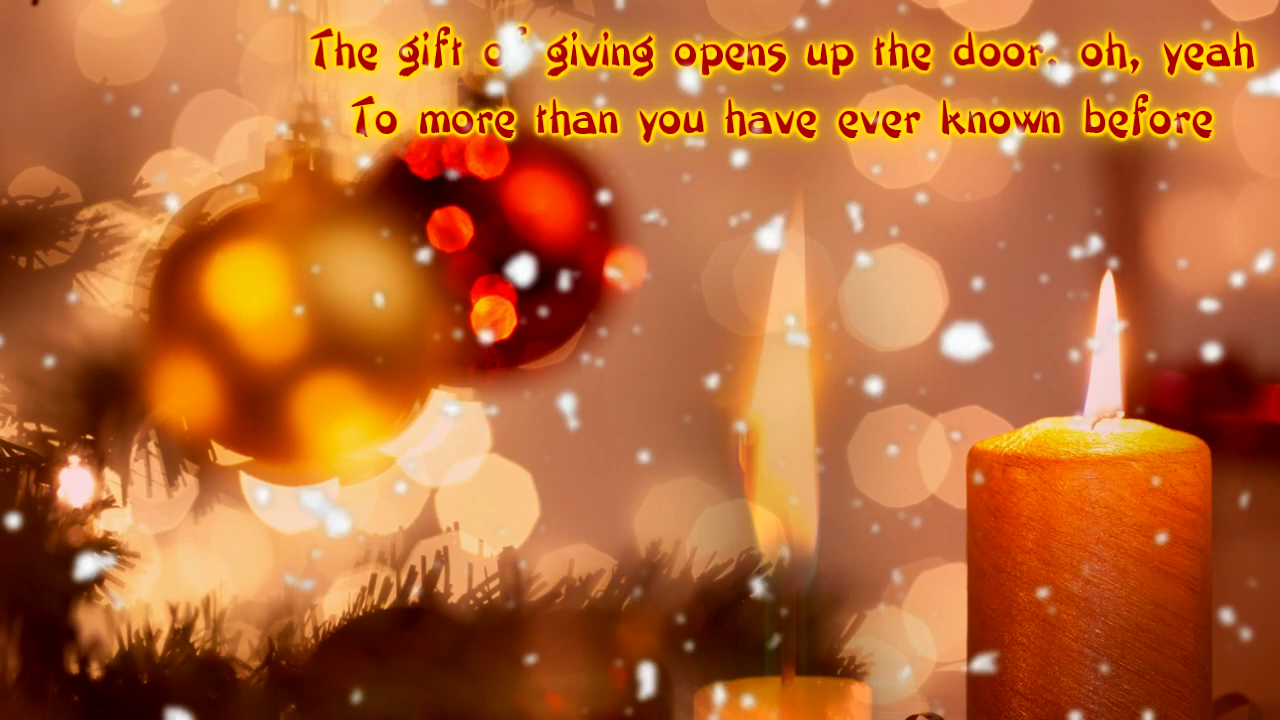 The gift of giving opens up the door. oh, yeah
To more than you have ever known before